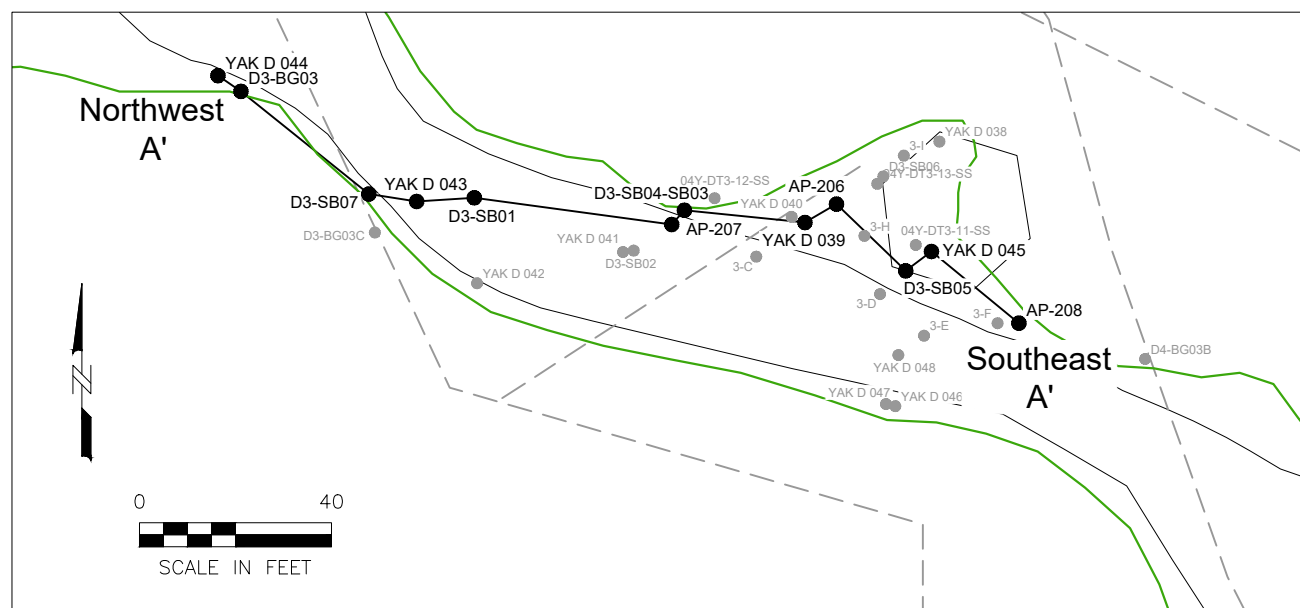 YAK D 044
D3-BG03
Northwest
A'
YAK D 038
3-I
D3-SB06
04Y-DT3-13-SS
YAK D 043
D3-SB07
D3-SB01
D3-SB04-SB03
04Y-DT3-12-SS
AP-206
YAK D 040
AP-207
YAK D 039
D3-BG03C
YAK D 041
D3-SB02
3-H
04Y-DT3-11-SS
YAK D 045
3-C
D3-SB05
YAK D 042
3-D
3-F
AP-208
3-E
YAK D 048
Southeast
A'
D4-BG03B
YAK D 047
YAK D 046
N
0
40
SCALE IN FEET